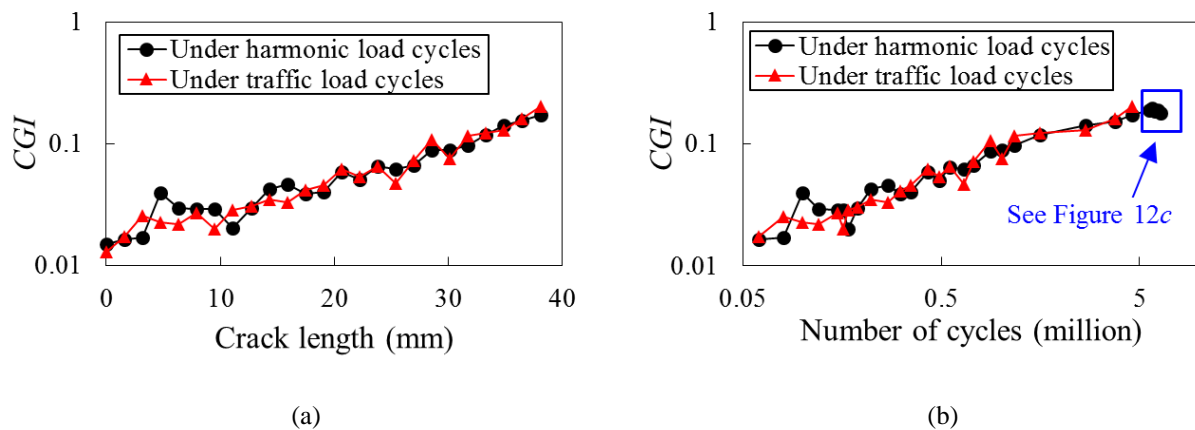 1
0.1
0.01
CGI
Under harmonic load cycles
Under traffic load cycles
0 10 20 30 40
Crack length (mm)
(a)
1
0.1
0.01
CGI
Under harmonic load cycles
Under traffic load cycles
See Figure 12c
0.05 0.5 5
Number of cycles (million)
(b)